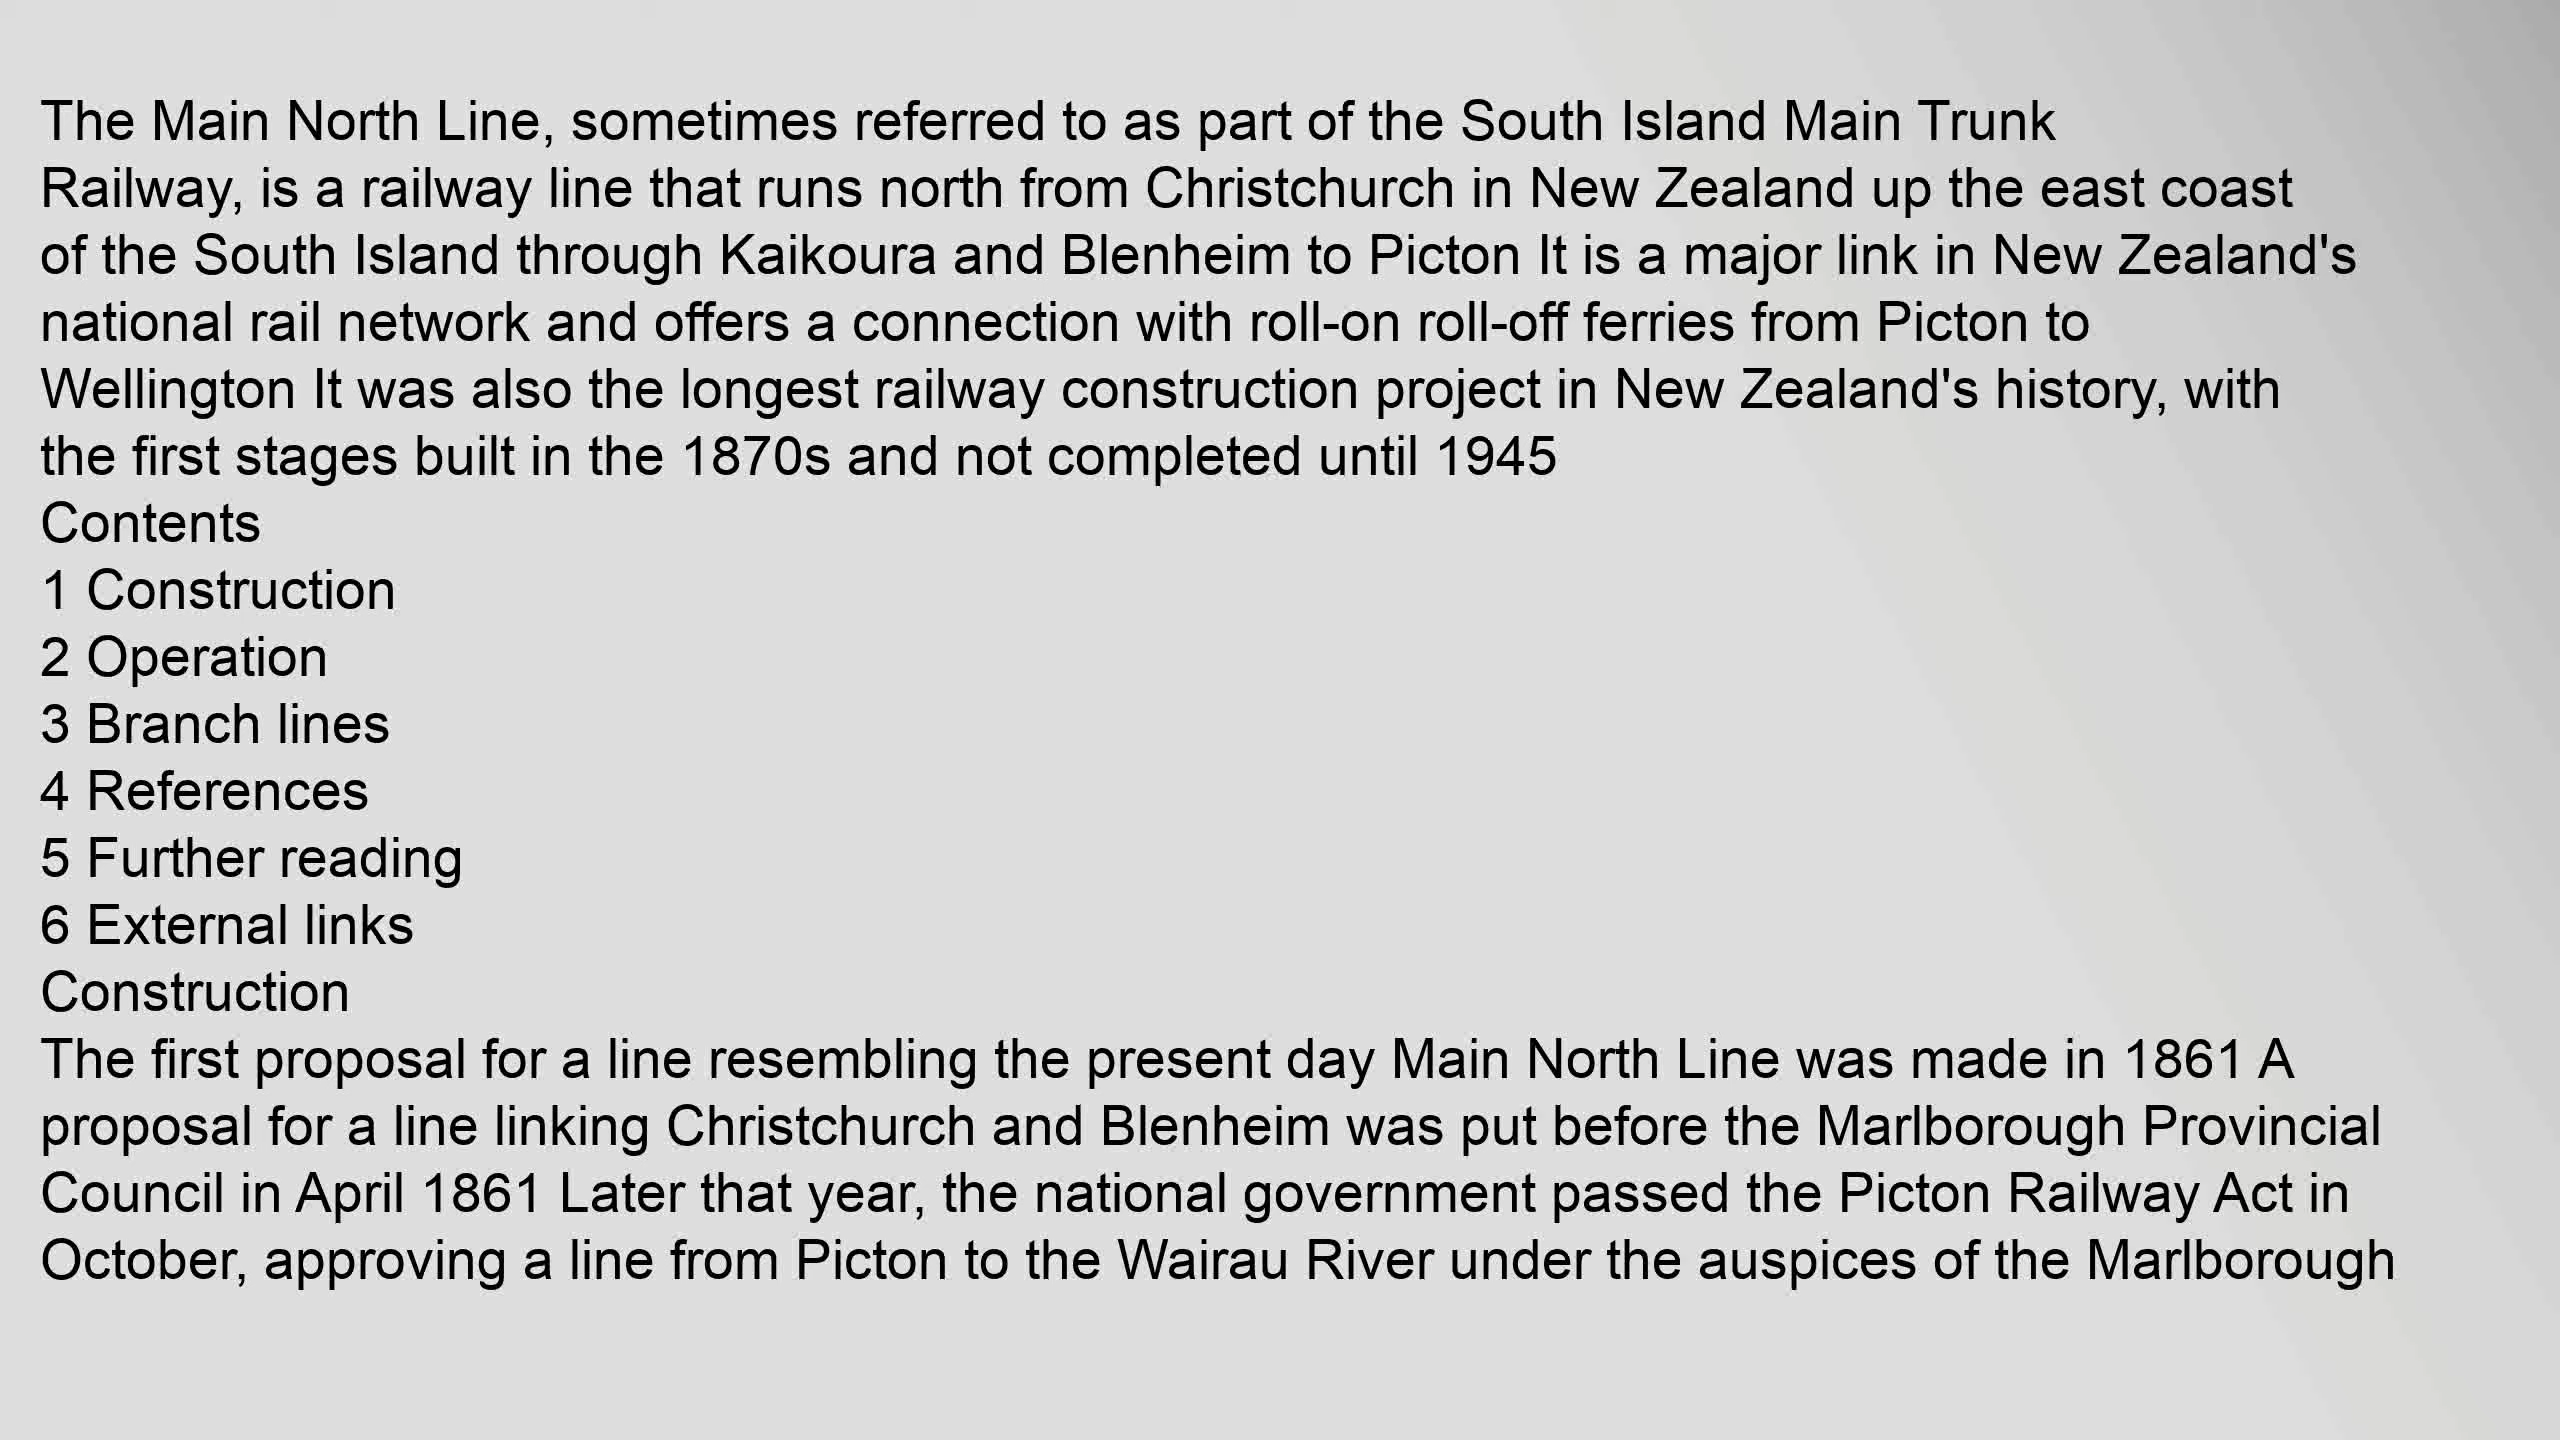 The Main North Line, sometimes referred to as part of the South Island Main Trunk
Railway, is a railway line that runs north from Christchurch in New Zealand up the east coast
of the South Island through Kaikoura and Blenheim to Picton It is a major link in New Zealand's
national rail network and offers a connection with roll-on roll-off ferries from Picton to
Wellington It was also the longest railway construction project in New Zealand's history, with
the first stages built in the 1870s and not completed until 1945
Contents
1 Construction
2 Operation
3 Branch lines
4 References
5 Further reading
6 External links
Construction
The first proposal for a line resembling the present day Main North Line was made in 1861 A
proposal for a line linking Christchurch and Blenheim was put before the Marlborough Provincial
Council in April 1861 Later that year, the national government passed the Picton Railway Act in
October, approving a line from Picton to the Wairau River under the auspices of the Marlborough